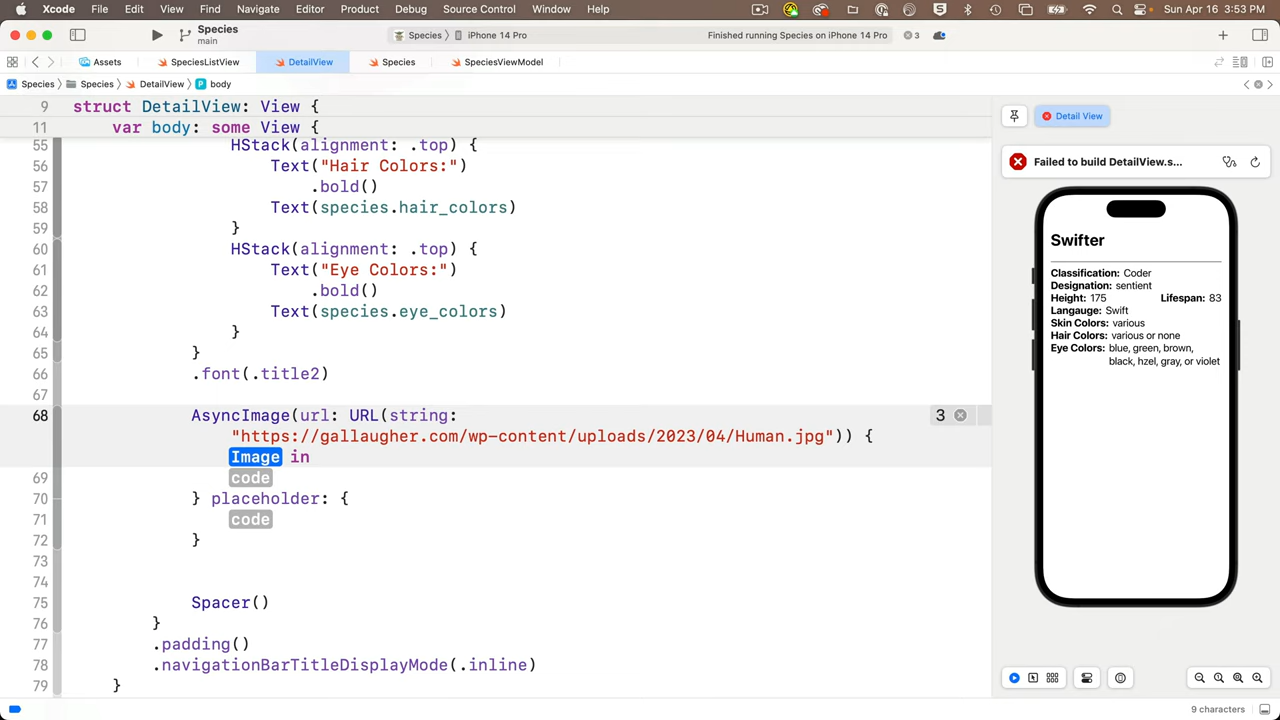 Xcode File Edit View Find Navigate Editor Product Debug Source Control Window Help Sun Apr 16 3:53 PM
Species
main
Species iPhone 14 Pro
Finished running Species on iPhone 14 Pro
3
Assets SpeciesListView DetailView Species SpeciesViewModel
Species Species DetailView P body
9 struct DetailView: View {
11 var body: some View {
55 HStack(alignment: .top) {
56 Text("Hair Colors:")
57 .bold()
58 Text(species.hair_colors)
59 }
60 HStack(alignment: .top) {
61 Text("Eye Colors:")
62 .bold()
63 Text(species.eye_colors)
64 }
65 }
66 .font(.title2)
67
68 AsyncImage(url: URL(string: 3
"https://gallaugher.com/wp-content/uploads/2023/04/Human.jpg")) {
Image in
69 code
70 } placeholder: {
71 code
72 }
73
74
75 Spacer()
76 }
77 .padding()
78 .navigationBarTitleDisplayMode(.inline)
79 }
Detail View
Failed to build DetailView.s...
Swifter
Classification: Coder
Designation: sentient
Height: 175 Lifespan: 83
Langauge: Swift
Skin Colors: various
Hair Colors: various or none
Eye Colors: blue, green, brown,
black, hzel, gray, or violet
9 characters